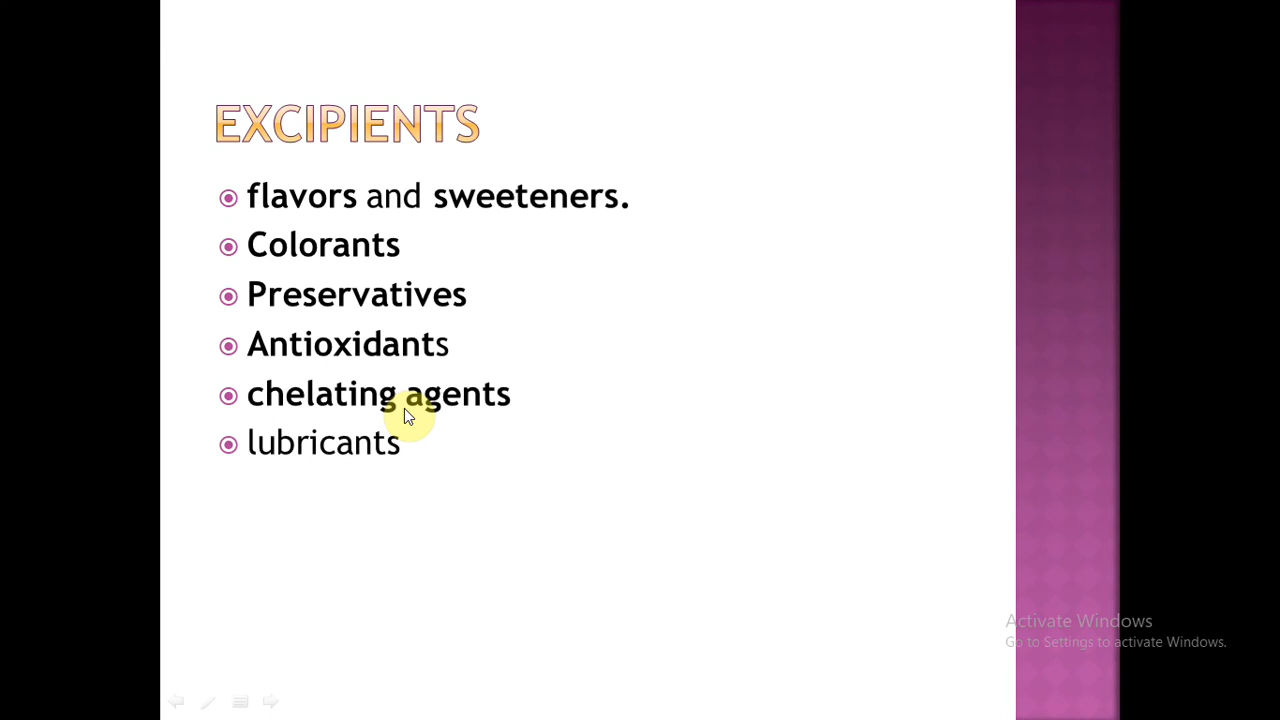 EXCIPIENTS
flavors and sweeteners.
Colorants
Preservatives
Antioxidants
chelating agents
lubricants
Activate Windows
Go to Settings to activate Windows.